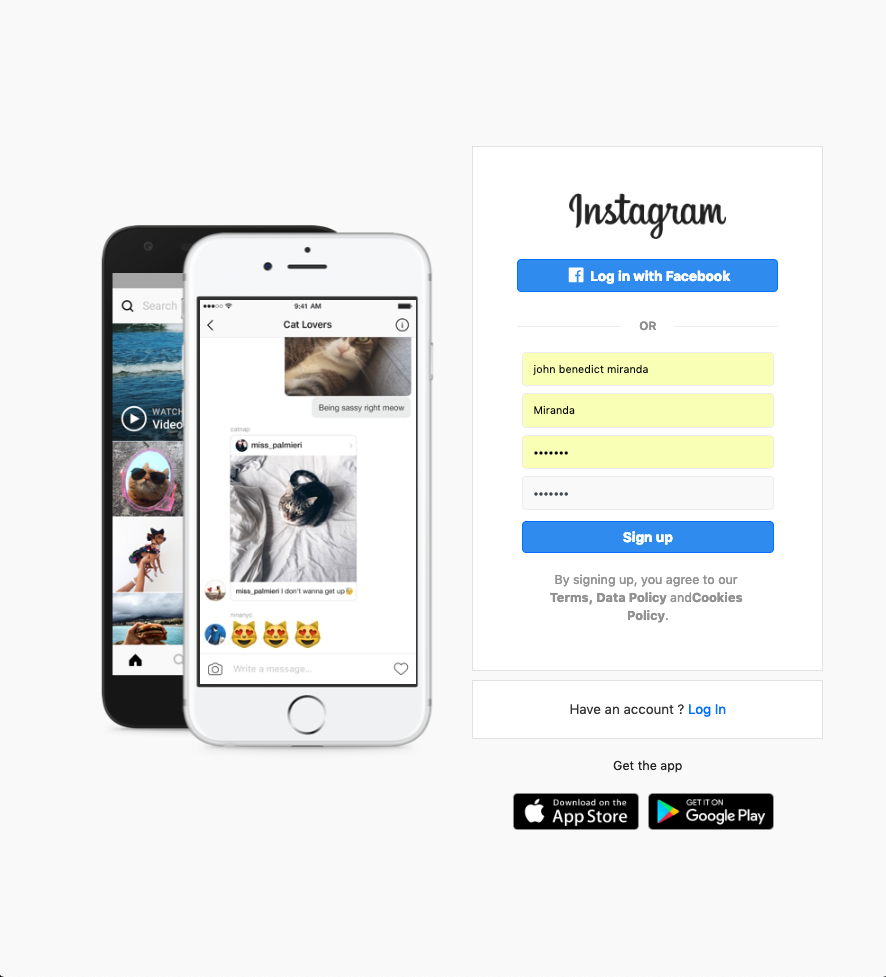 Instagram
Log in with Facebook
OR
john benedict miranda
Miranda
•••••••
•••••••
Sign up
By signing up, you agree to our
Terms, Data Policy andCookies
Policy.
Have an account ? Log In
Get the app
Download on the
App Store
GET IT ON
Google Play
Search
WATCH
Video
9:41 AM
Cat Lovers
Being sassy right meow
catnap
miss_palmieri
miss_palmieri I don't wanna get up😏
ninanyc
😻 😻 😻
Write a message...